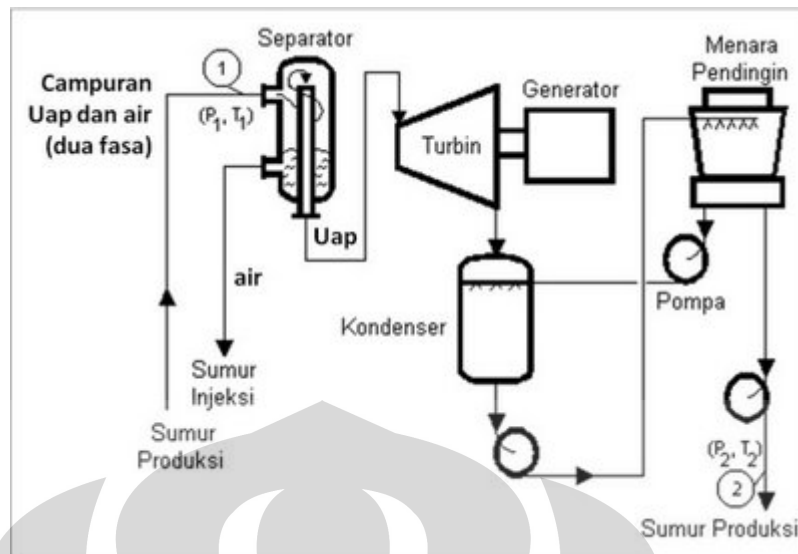 Separator
1
Campuran
Uap dan air
(dua fasa)
(P1, T1)
Turbin
Generator
Menara
Pendingin
Uap
air
Kondenser
Pompa
Sumur
Injeksi
Sumur
Produksi
(P2, T2)
2
Sumur Produksi